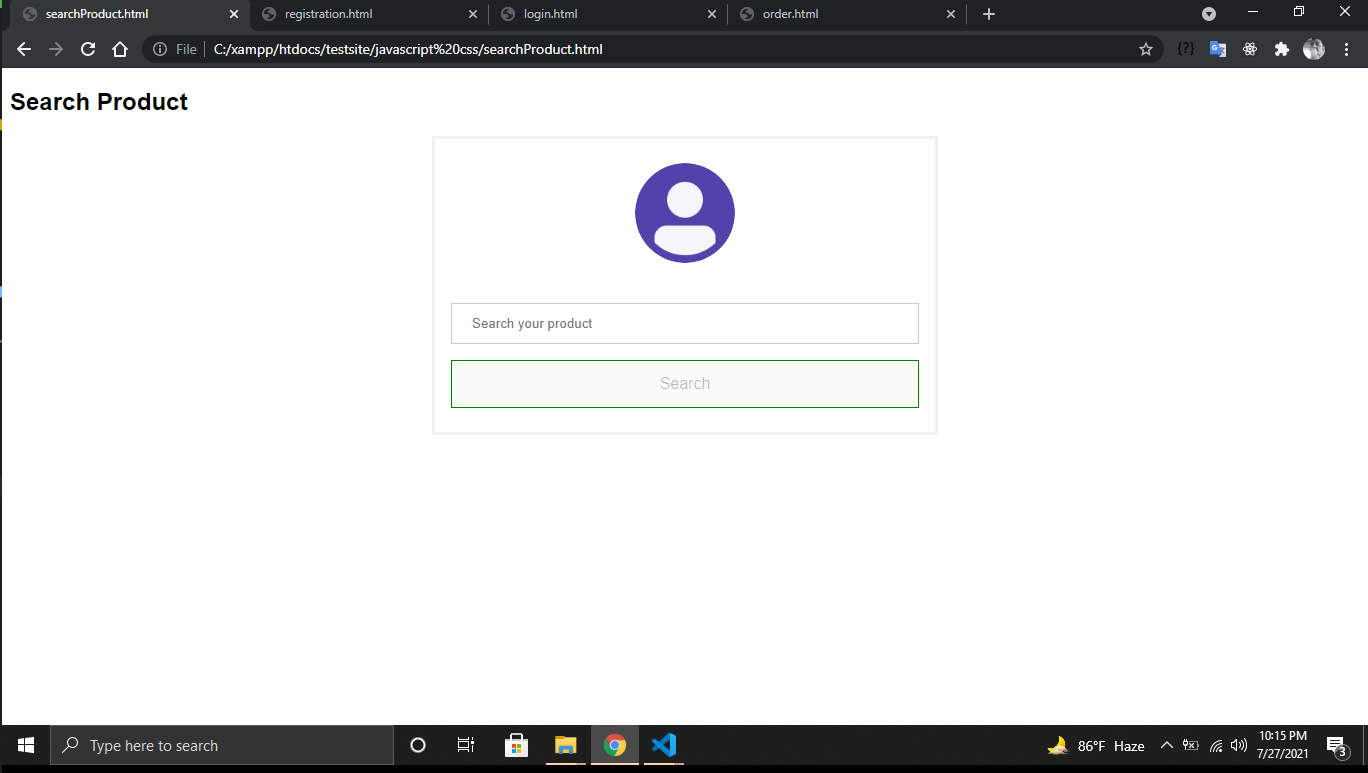 searchProduct.html registration.html login.html order.html
File C:/xampp/htdocs/testsite/javascript%20css/searchProduct.html {?}
Search Product
Search your product
Search
Type here to search 86°F Haze 10:15 PM
7/27/2021 3